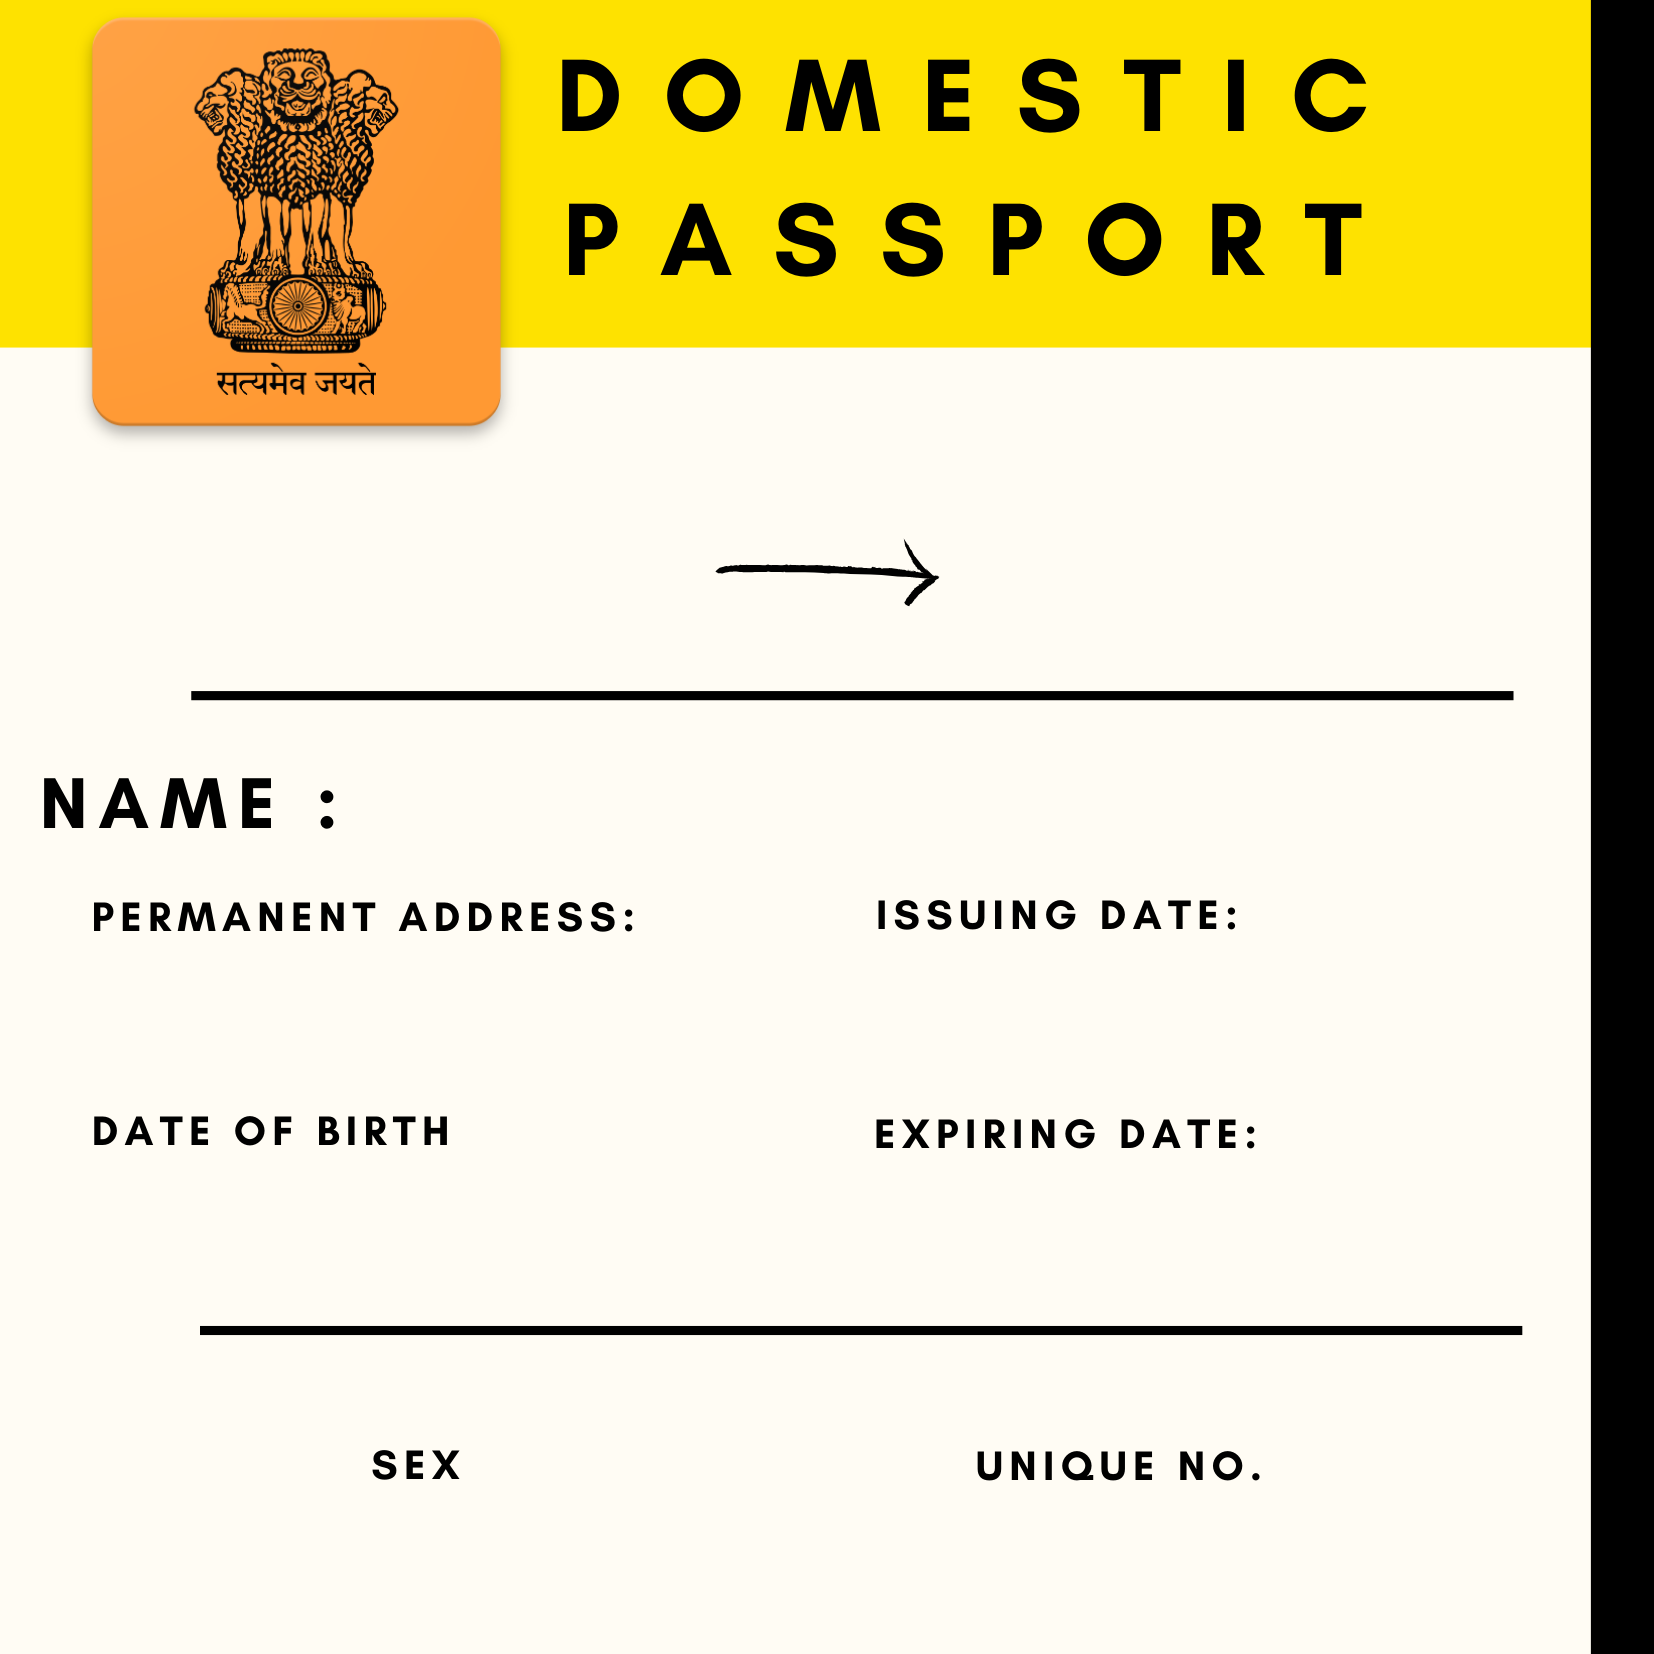 DOMESTIC
PASSPORT
सत्यमेव जयते
NAME :
PERMANENT ADDRESS:
ISSUING DATE:
DATE OF BIRTH
EXPIRING DATE:
SEX
UNIQUE NO.